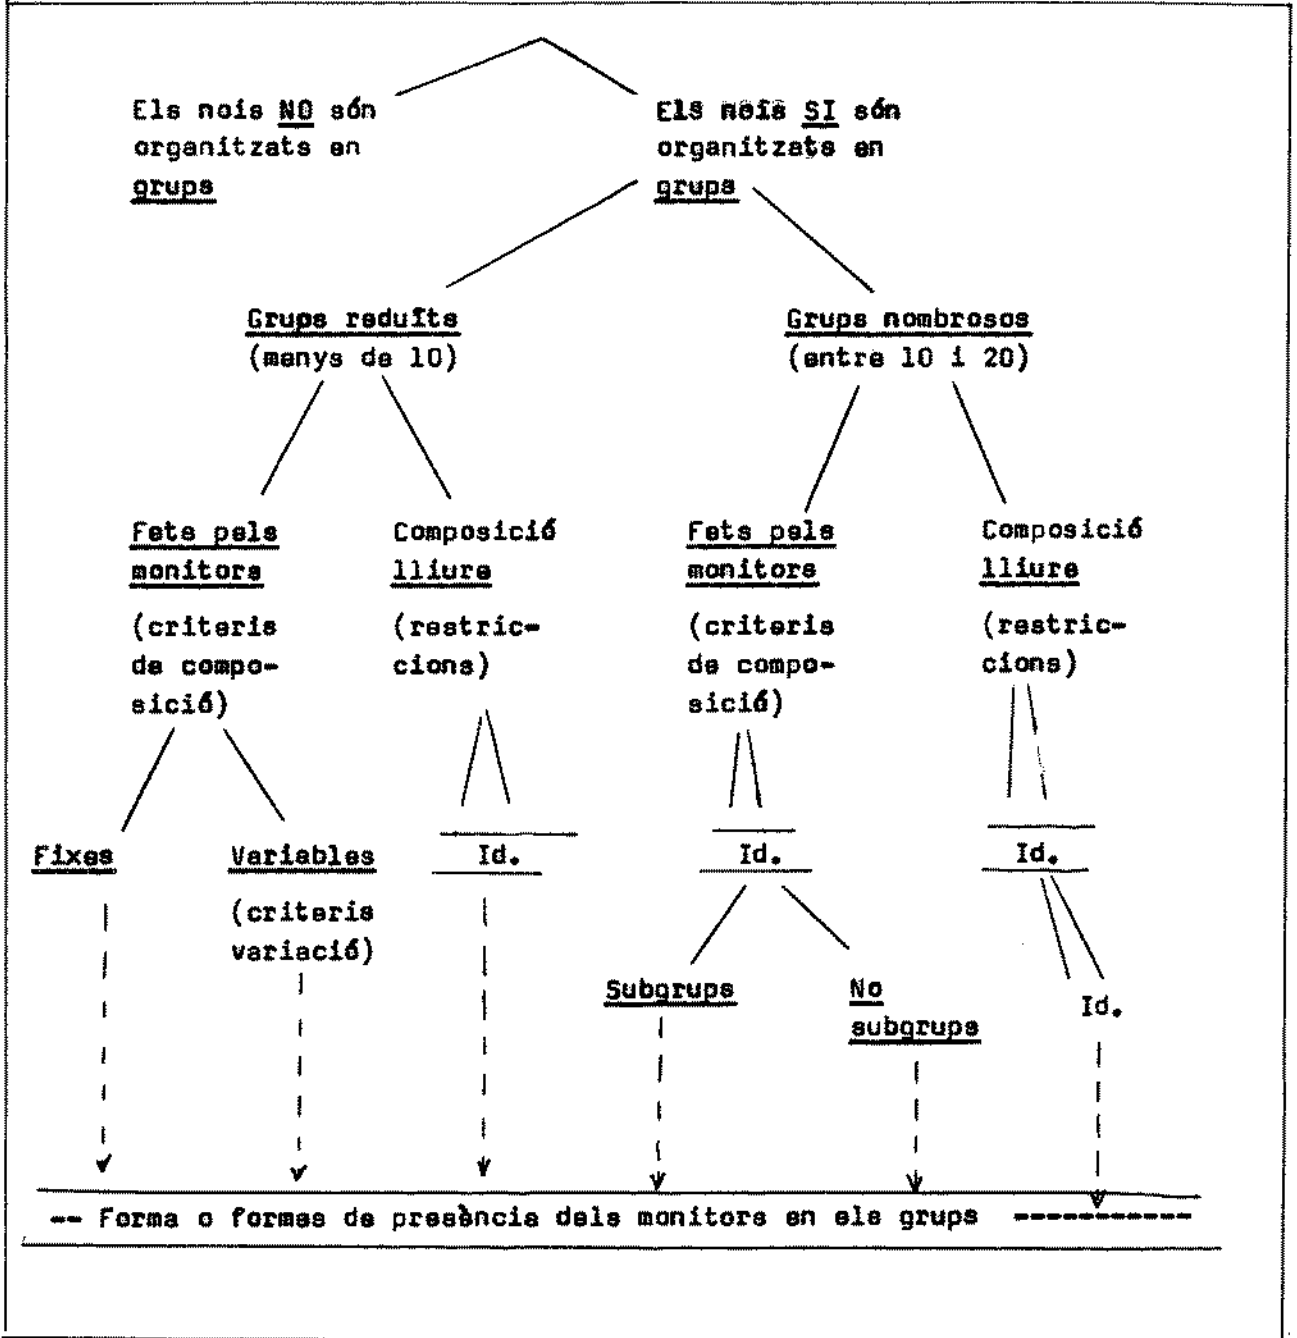 Els nois NO són
organitzats en
grups
Els nois SI són
organitzats en
grups
Grups reduïts
(menys de 10)
Grups nombrosos
(entre 10 i 20)
Fets pels
monitors
(criteris
de compo-
sició)
Composició
lliure
(restric-
cions)
Fets pels
monitors
(criteris
de compo-
sició)
Composició
lliure
(restric-
cions)
Fixes
Variables
(criteris
variació)
Id.
Id.
Id.
Subgrups
No
subgrups
Id.
-- Forma o formes de presència dels monitors en els grups -----------